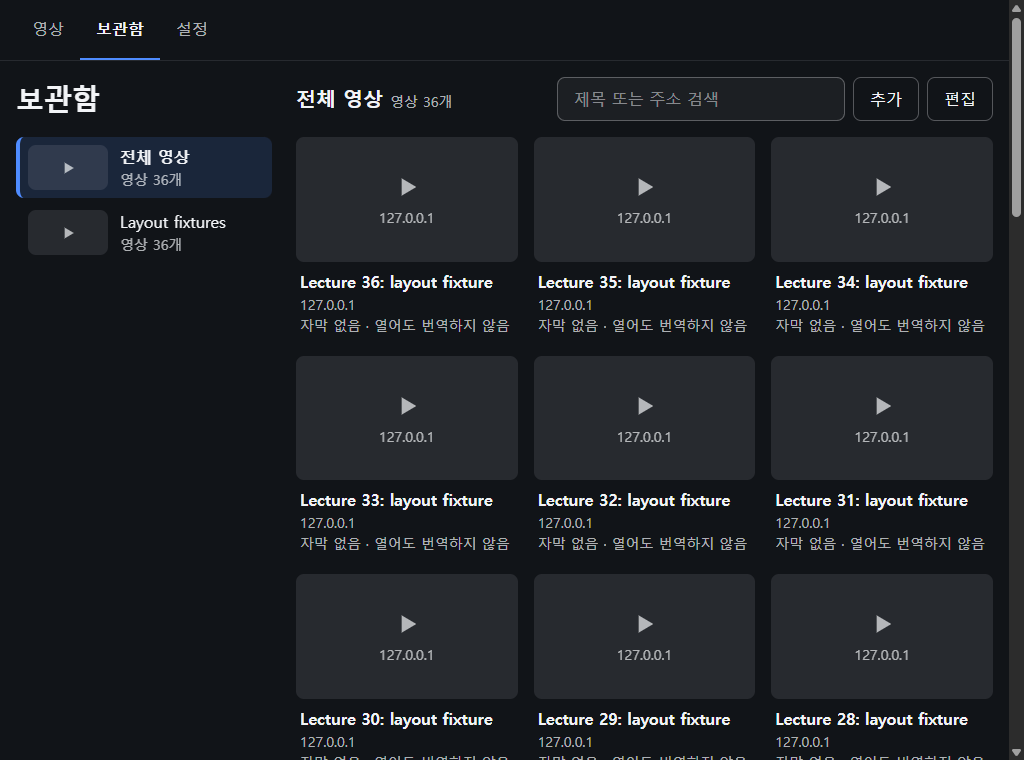 영상 보관함 설정
보관함
전체 영상 영상 36개
제목 또는 주소 검색
추가
편집
전체 영상
영상 36개
Layout fixtures
영상 36개
127.0.0.1 127.0.0.1 127.0.0.1
Lecture 36: layout fixture Lecture 35: layout fixture Lecture 34: layout fixture
127.0.0.1 127.0.0.1 127.0.0.1
자막 없음 · 열어도 번역하지 않음 자막 없음 · 열어도 번역하지 않음 자막 없음 · 열어도 번역하지 않음
127.0.0.1 127.0.0.1 127.0.0.1
Lecture 33: layout fixture Lecture 32: layout fixture Lecture 31: layout fixture
127.0.0.1 127.0.0.1 127.0.0.1
자막 없음 · 열어도 번역하지 않음 자막 없음 · 열어도 번역하지 않음 자막 없음 · 열어도 번역하지 않음
127.0.0.1 127.0.0.1 127.0.0.1
Lecture 30: layout fixture Lecture 29: layout fixture Lecture 28: layout fixture
127.0.0.1 127.0.0.1 127.0.0.1